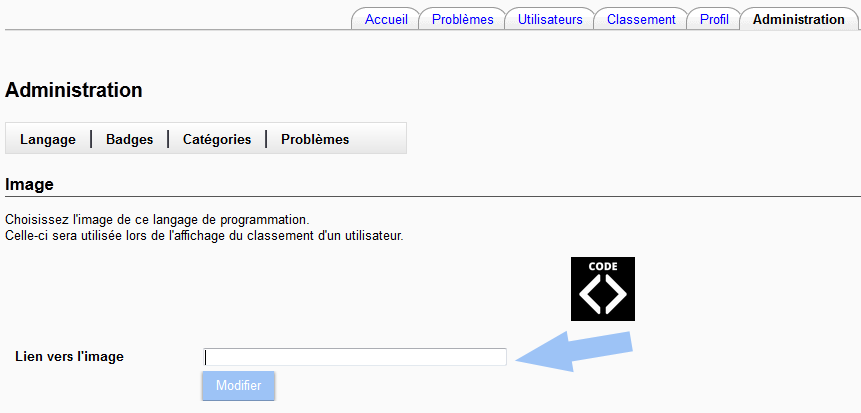 Accueil Problèmes Utilisateurs Classement Profil Administration
Administration
Langage Badges Catégories Problèmes
Image
Choisissez l'image de ce langage de programmation.
Celle-ci sera utilisée lors de l'affichage du classement d'un utilisateur.
CODE
Lien vers l'image
Modifier